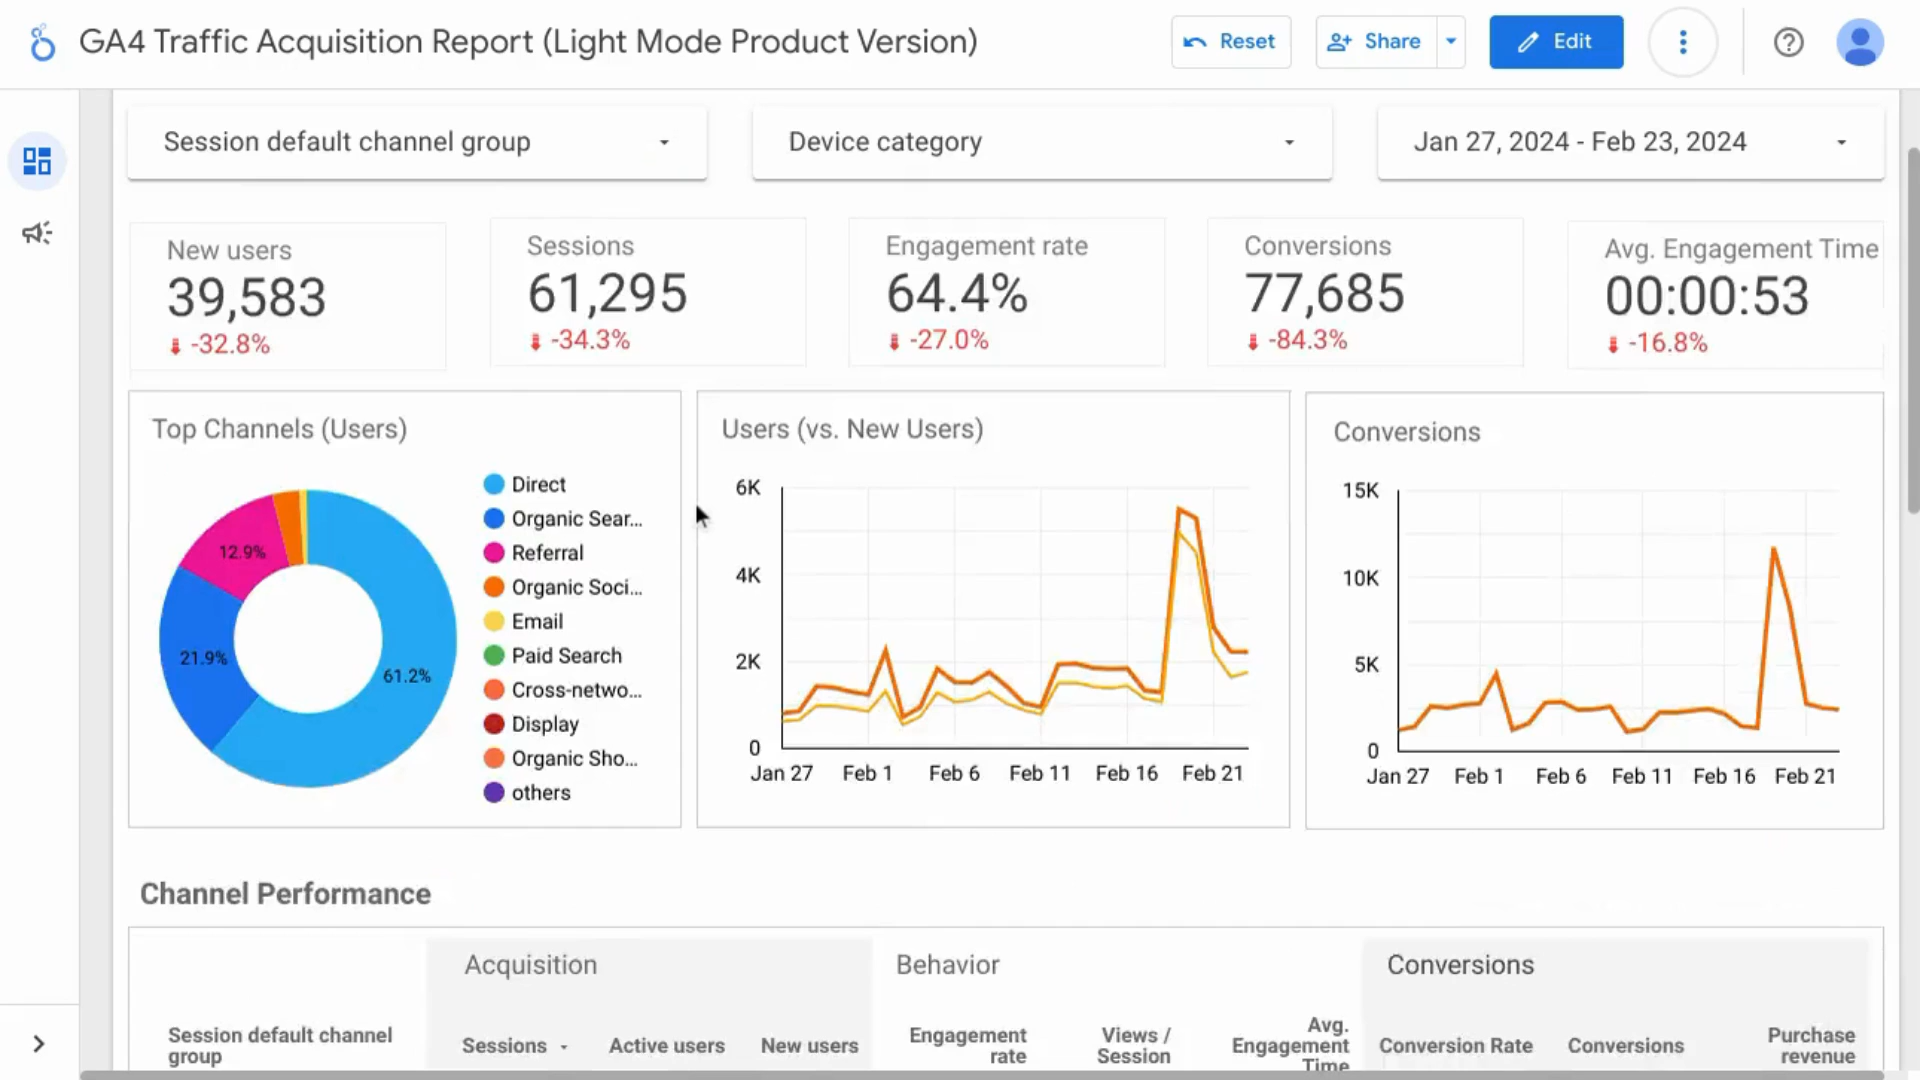 GA4 Traffic Acquisition Report (Light Mode Product Version)
Reset
Share
Edit
Session default channel group
Device category
Jan 27, 2024 - Feb 23, 2024
New users
39,583
-32.8%
Sessions
61,295
-34.3%
Engagement rate
64.4%
-27.0%
Conversions
77,685
-84.3%
Avg. Engagement Time
00:00:53
-16.8%
Top Channels (Users)
12.9%
21.9%
61.2%
Direct
Organic Sear...
Referral
Organic Soci...
Email
Paid Search
Cross-netwo...
Display
Organic Sho...
others
Users (vs. New Users)
6K
4K
2K
0
Jan 27 Feb 1 Feb 6 Feb 11 Feb 16 Feb 21
Conversions
15K
10K
5K
0
Jan 27 Feb 1 Feb 6 Feb 11 Feb 16 Feb 21
Channel Performance
Acquisition
Behavior
Conversions
Session default channel
group
Sessions
Active users
New users
Engagement
rate
Views /
Session
Avg.
Engagement
Time
Conversion Rate
Conversions
Purchase
revenue